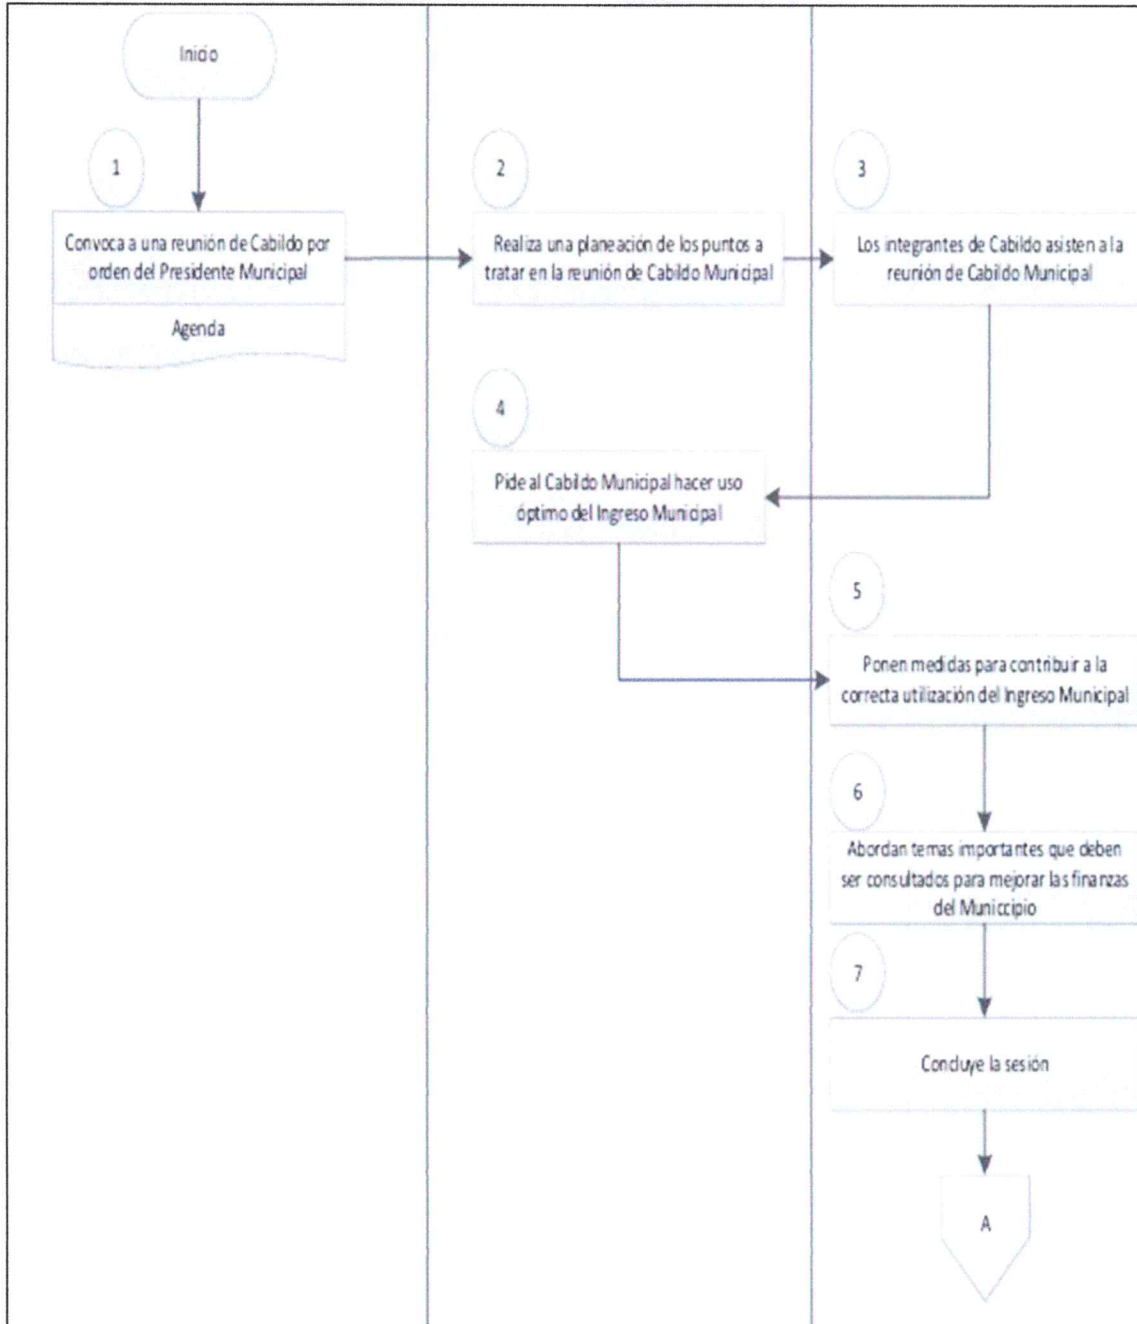 Inicio
1
Convoca a una reunión de Cabildo por
orden del Presidente Municipal
Agenda
2
Realiza una planeación de los puntos a
tratar en la reunión de Cabildo Municipal
3
Los integrantes de Cabildo asisten a la
reunión de Cabildo Municipal
4
Pide al Cabildo Municipal hacer uso
óptimo del Ingreso Municipal
5
Ponen medidas para contribuir a la
correcta utilización del Ingreso Municipal
6
Abordan temas importantes que deben
ser consultados para mejorar las finanzas
del Municcipio
7
Concluye la sesión
A